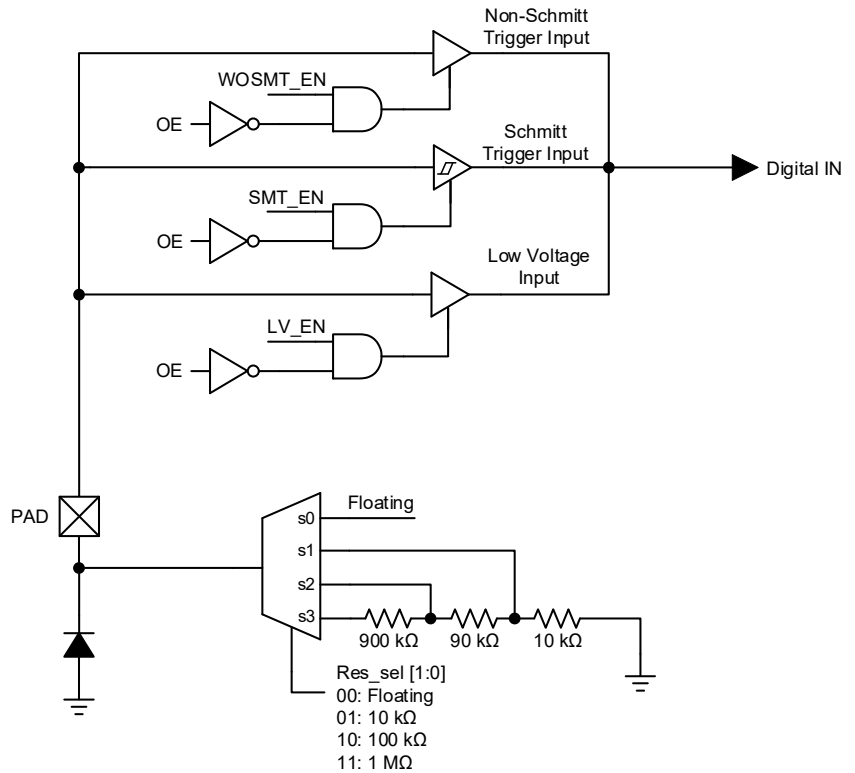 Non-Schmitt
Trigger Input
WOSMT_EN
OE
Schmitt
Trigger Input
Digital IN
SMT_EN
OE
Low Voltage
Input
LV_EN
OE
PAD
Floating
s0
s1
s2
s3
900 kΩ
90 kΩ
10 kΩ
Res_sel [1:0]
00: Floating
01: 10 kΩ
10: 100 kΩ
11: 1 MΩ